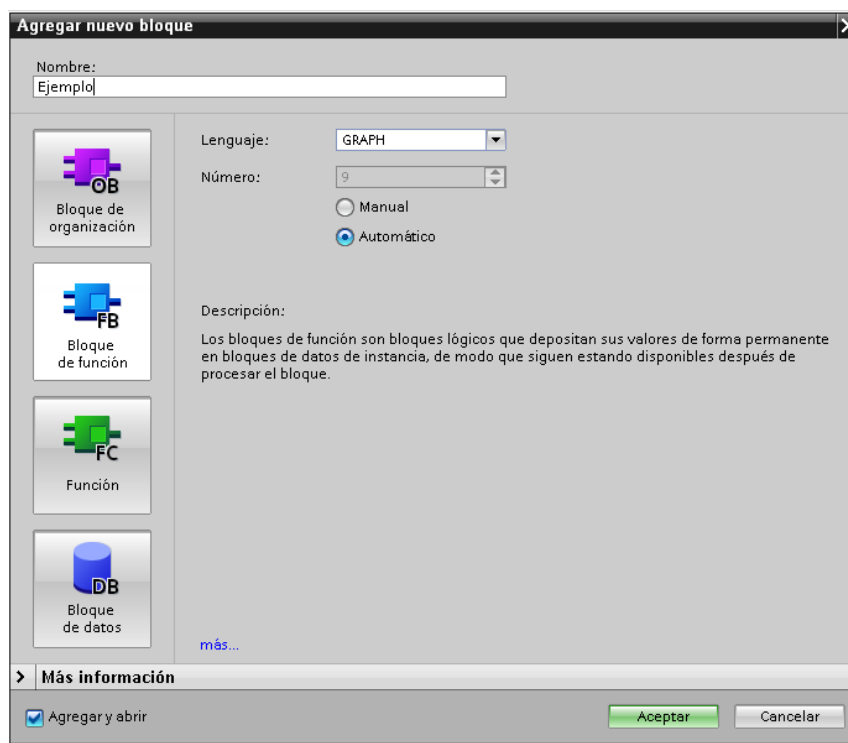 Agregar nuevo bloque
Nombre:
Ejemplo
OB
Bloque de
organización
FB
Bloque
de función
FC
Función
DB
Bloque
de datos
Lenguaje:
GRAPH
Número:
9
Manual
Automático
Descripción:
Los bloques de función son bloques lógicos que depositan sus valores de forma permanente
en bloques de datos de instancia, de modo que siguen estando disponibles después de
procesar el bloque.
más...
Más información
Agregar y abrir
Aceptar
Cancelar